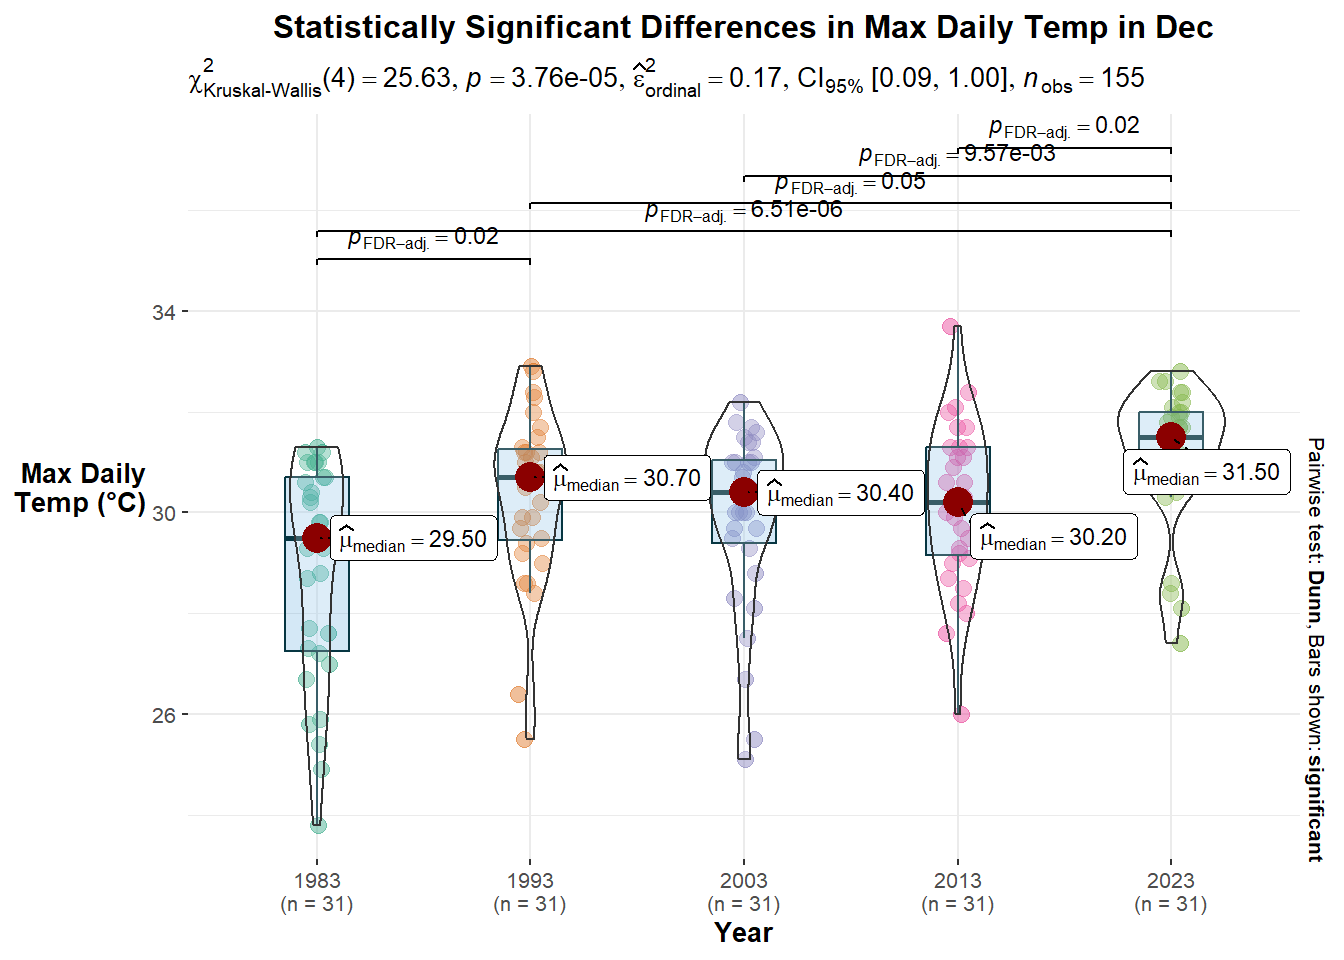 Statistically Significant Differences in Max Daily Temp in Dec
χ²Kruskal-Wallis(4) = 25.63, p = 3.76e-05, ε̂²ordinal = 0.17, CI95% [0.09, 1.00], nobs = 155
pFDR–adj. = 0.02
pFDR–adj. = 9.57e-03
pFDR–adj. = 0.05
pFDR–adj. = 6.51e-06
pFDR–adj. = 0.02
34
30
26
Max Daily
Temp (°C)
μ̂median = 29.50
μ̂median = 30.70
μ̂median = 30.40
μ̂median = 30.20
μ̂median = 31.50
Pairwise test: Dunn, Bars shown: significant
1983
(n = 31)
1993
(n = 31)
2003
(n = 31)
2013
(n = 31)
2023
(n = 31)
Year